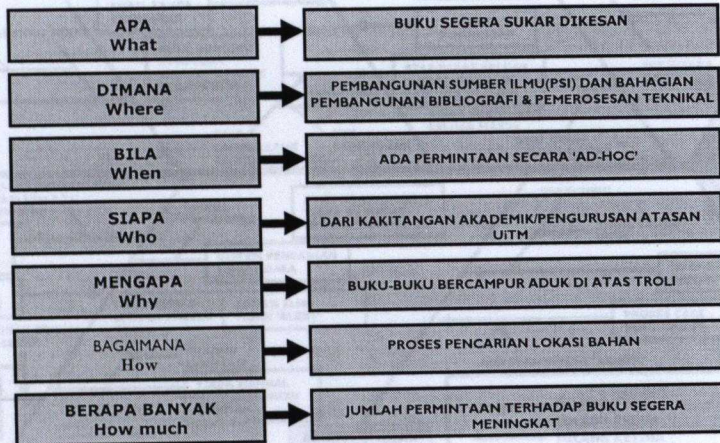 APA
What
BUKU SEGERA SUKAR DIKESAN
DIMANA
Where
PEMBANGUNAN SUMBER ILMU(PSI) DAN BAHAGIAN
PEMBANGUNAN BIBLIOGRAFI & PEMEROSESAN TEKNIKAL
BILA
When
ADA PERMINTAAN SECARA 'AD-HOC'
SIAPA
Who
DARI KAKITANGAN AKADEMIK/PENGURUSAN ATASAN
UiTM
MENGAPA
Why
BUKU-BUKU BERCAMPUR ADUK DI ATAS TROLI
BAGAIMANA
How
PROSES PENCARIAN LOKASI BAHAN
BERAPA BANYAK
How much
JUMLAH PERMINTAAN TERHADAP BUKU SEGERA
MENINGKAT